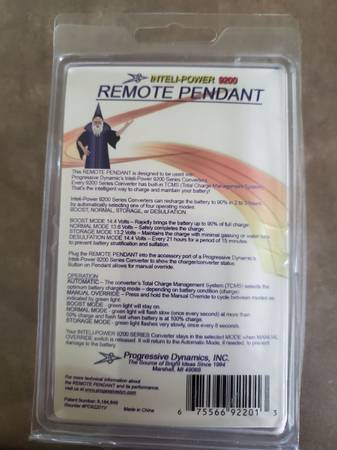 INTELI-POWER 9200
REMOTE PENDANT
This REMOTE PENDANT is designed to be used with
Progressive Dynamics Inteli-Power 9200 Series Converters.
Every 9200 Series Converter has built-in TCMS (Total Charge Management System).
That's the intelligent way to charge and maintain your battery!
Inteli-Power 9200 Series Converters can recharge the battery to 90% in 2 to 3 hours
by automatically selecting one of four operating modes:
BOOST, NORMAL, STORAGE, or DESULFATION.
BOOST MODE 14.4 Volts – Rapidly brings the battery up to 90% of full charge.
NORMAL MODE 13.6 Volts – Safely completes the charge.
STORAGE MODE 13.2 Volts – Maintains the charge with minimal gassing or water loss.
DESULFATION MODE 14.4 Volts – Every 21 hours for a period of 15 minutes
to prevent battery stratification and sulfation.
Plug the REMOTE PENDANT into the accessory port of a Progressive Dynamics
Inteli-Power 9200 Series Converter to show the charger/converter status.
Button on Pendant allows for manual override.
OPERATION
AUTOMATIC – The converter's Total Charge Management System (TCMS) selects the
optimum battery charging mode – depending on battery condition (charge).
MANUAL OVERRIDE – Press and hold the Manual Override to cycle between modes as
indicated by green light.
BOOST MODE - green light will stay on.
NORMAL MODE - green light will flash slow (once every second) at more than
50% charge and flash fast when battery is at 100% charge.
STORAGE MODE - green light flashes very slowly, once every 8 seconds.
Your INTELI-POWER 9200 SERIES Converter stays in the selected MODE when MANUAL
OVERRIDE switch is released. It will return to the Automatic Mode, if needed, to prevent
damage to the battery.
Progressive Dynamics, INC.
The Source of Bright Ideas Since 1964
Marshall, MI 49068
For more technical information about
the REMOTE PENDANT and its performance,
visit us at
Made in China
6 75566 92201 3